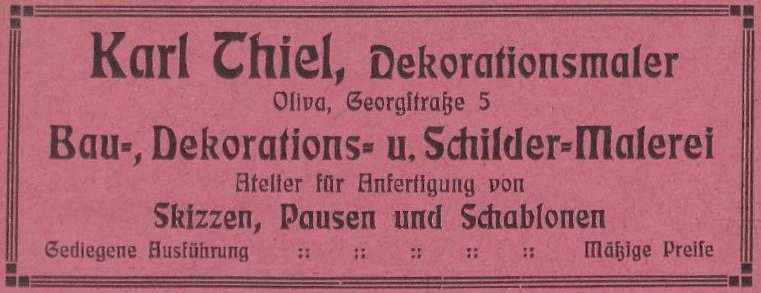 Karl Thiel, Dekorationsmaler
Oliva, Georgstraße 5
Bau-, Dekorations- u. Schilder-Malerei
Atelier für Anfertigung von
Skizzen, Pausen und Schablonen
Gediegene Ausführung :: :: :: :: :: Mäßige Preise